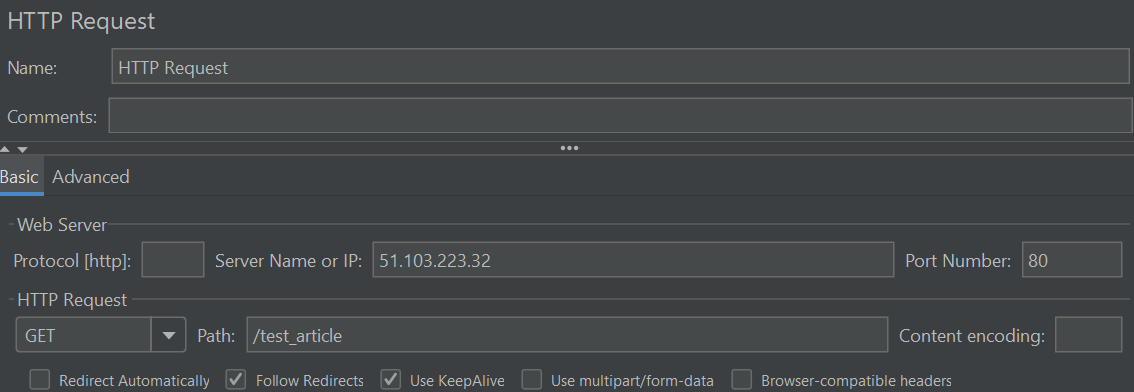 HTTP Request
Name: HTTP Request
Comments:
Basic Advanced
Web Server
Protocol [http]: Server Name or IP: 51.103.223.32 Port Number: 80
HTTP Request
GET Path: /test_article Content encoding:
Redirect Automatically Follow Redirects Use KeepAlive Use multipart/form-data Browser-compatible headers